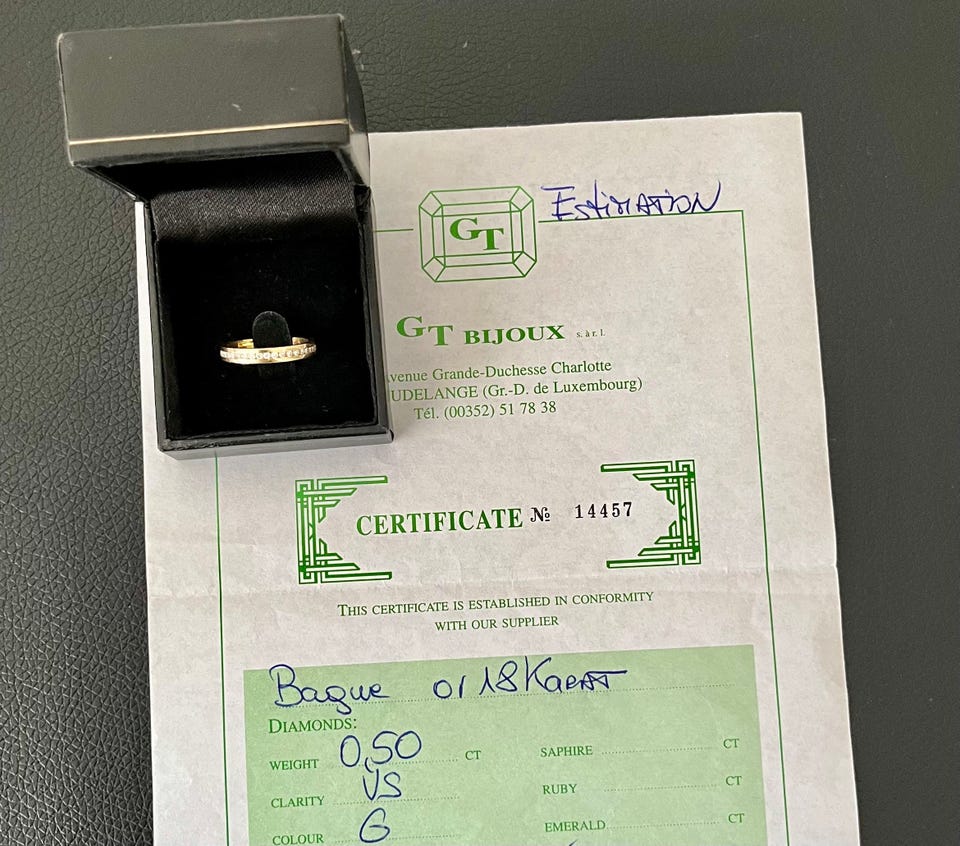 Estimation
GT
GT BIJOUX s. à r. l.
venue Grande-Duchesse Charlotte
UDELANGE (Gr.-D. de Luxembourg)
Tél. (00352) 51 78 38
CERTIFICATE № 14457
THIS CERTIFICATE IS ESTABLISHED IN CONFORMITY
WITH OUR SUPPLIER
Bague or 18 Karat
DIAMONDS:
WEIGHT 0,50 CT SAPHIRE CT
CLARITY VS RUBY CT
COLOUR G EMERALD CT